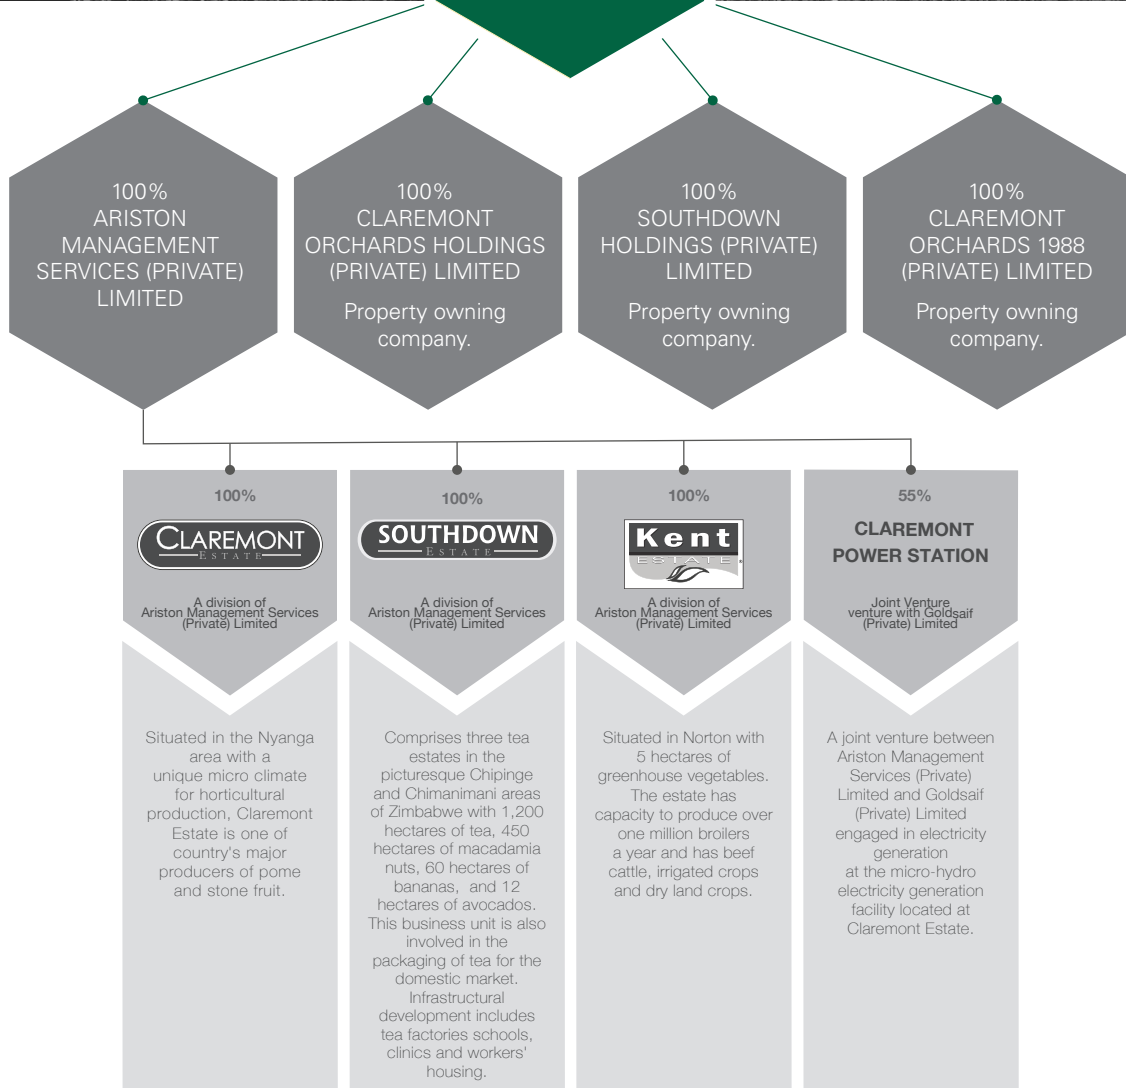 100%
ARISTON
MANAGEMENT
SERVICES (PRIVATE)
LIMITED
100%
CLAREMONT
ORCHARDS HOLDINGS
(PRIVATE) LIMITED
Property owning
company.
100%
SOUTHDOWN
HOLDINGS (PRIVATE)
LIMITED
Property owning
company.
100%
CLAREMONT
ORCHARDS 1988
(PRIVATE) LIMITED
Property owning
company.
100%
CLAREMONT
ESTATE
A division of
Ariston Management Services
(Private) Limited
Situated in the Nyanga
area with a
unique micro climate
for horticultural
production, Claremont
Estate is one of
country's major
producers of pome
and stone fruit.
100%
SOUTHDOWN
ESTATE
A division of
Ariston Management Services
(Private) Limited
Comprises three tea
estates in the
picturesque Chipinge
and Chimanimani areas
of Zimbabwe with 1,200
hectares of tea, 450
hectares of macadamia
nuts, 60 hectares of
bananas, and 12
hectares of avocados.
This business unit is also
involved in the
packaging of tea for the
domestic market.
Infrastructural
development includes
tea factories schools,
clinics and workers'
housing.
100%
Kent
ESTATE®
A division of
Ariston Management Services
(Private) Limited
Situated in Norton with
5 hectares of
greenhouse vegetables.
The estate has
capacity to produce over
one million broilers
a year and has beef
cattle, irrigated crops
and dry land crops.
55%
CLAREMONT
POWER STATION
Joint Venture
venture with Goldsaif
(Private) Limited
A joint venture between
Ariston Management
Services (Private)
Limited and Goldsaif
(Private) Limited
engaged in electricity
generation
at the micro-hydro
electricity generation
facility located at
Claremont Estate.